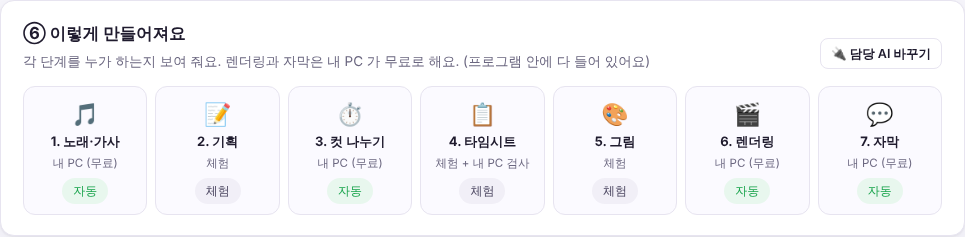 ⑥ 이렇게 만들어져요
각 단계를 누가 하는지 보여 줘요. 렌더링과 자막은 내 PC 가 무료로 해요. (프로그램 안에 다 들어 있어요)
담당 AI 바꾸기
1. 노래·가사
내 PC (무료)
자동
2. 기획
체험
체험
3. 컷 나누기
내 PC (무료)
자동
4. 타임시트
체험 + 내 PC 검사
체험
5. 그림
체험
체험
6. 렌더링
내 PC (무료)
자동
7. 자막
내 PC (무료)
자동